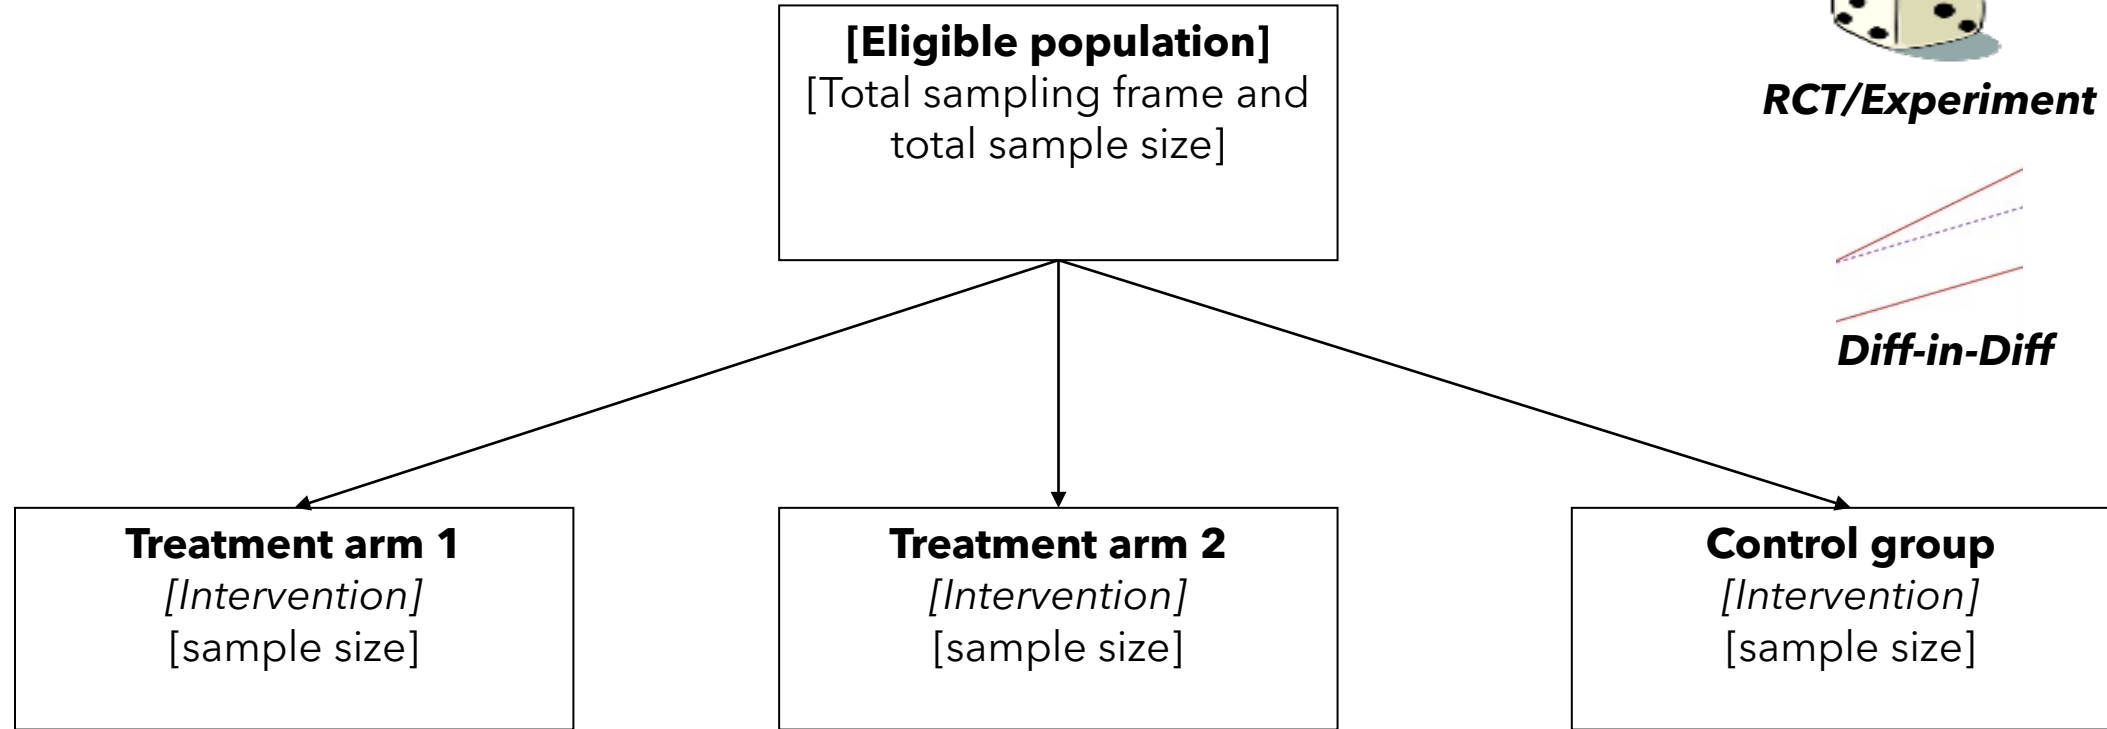 [Eligible population]
[Total sampling frame and
total sample size]
RCT/Experiment
Diff-in-Diff
Treatment arm 1
[Intervention]
[sample size]
Treatment arm 2
[Intervention]
[sample size]
Control group
[Intervention]
[sample size]